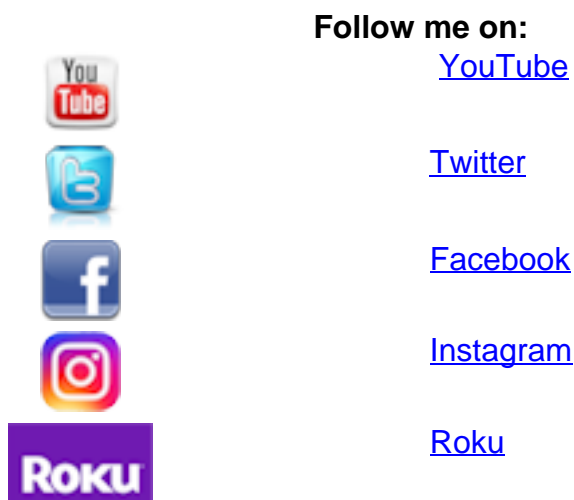 Follow me on:
You
Tube
YouTube
Twitter
Facebook
Instagram
ROKU
Roku